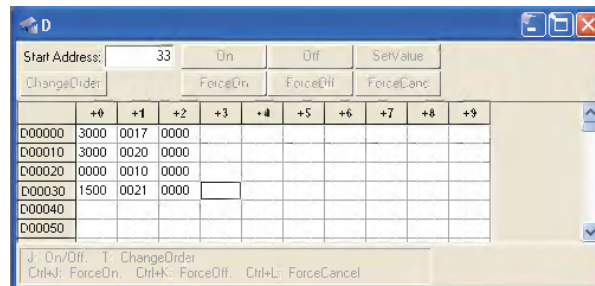 D
Start Address: 33 On Off SetValue
ChangeOrder ForceOn ForceOff ForceCanc
+0 +1 +2 +3 +4 +5 +6 +7 +8 +9
D00000 3000 0017 0000
D00010 3000 0020 0000
D00020 0000 0010 0000
D00030 1500 0021 0000
D00040
D00050
J: On/Off. T: ChangeOrder
Ctrl+J: ForceOn. Ctrl+K: ForceOff. Ctrl+L: ForceCancel